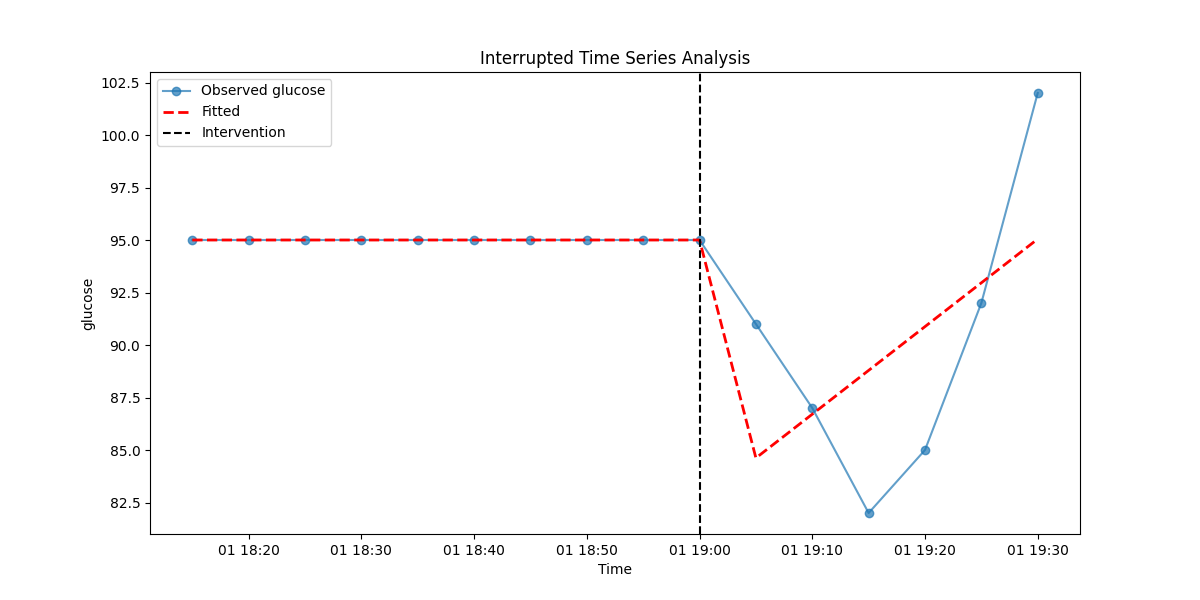 Interrupted Time Series Analysis
Observed glucose
Fitted
Intervention
102.5
100.0
97.5
95.0
92.5
90.0
87.5
85.0
82.5
glucose
01 18:20 01 18:30 01 18:40 01 18:50 01 19:00 01 19:10 01 19:20 01 19:30
Time